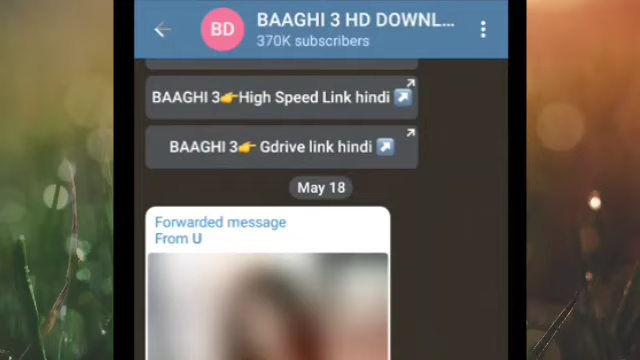 BD
BAAGHI 3 HD DOWNL...
370K subscribers
BAAGHI 3👉High Speed Link hindi ↗
BAAGHI 3👉 Gdrive link hindi ↗
May 18
Forwarded message
From U